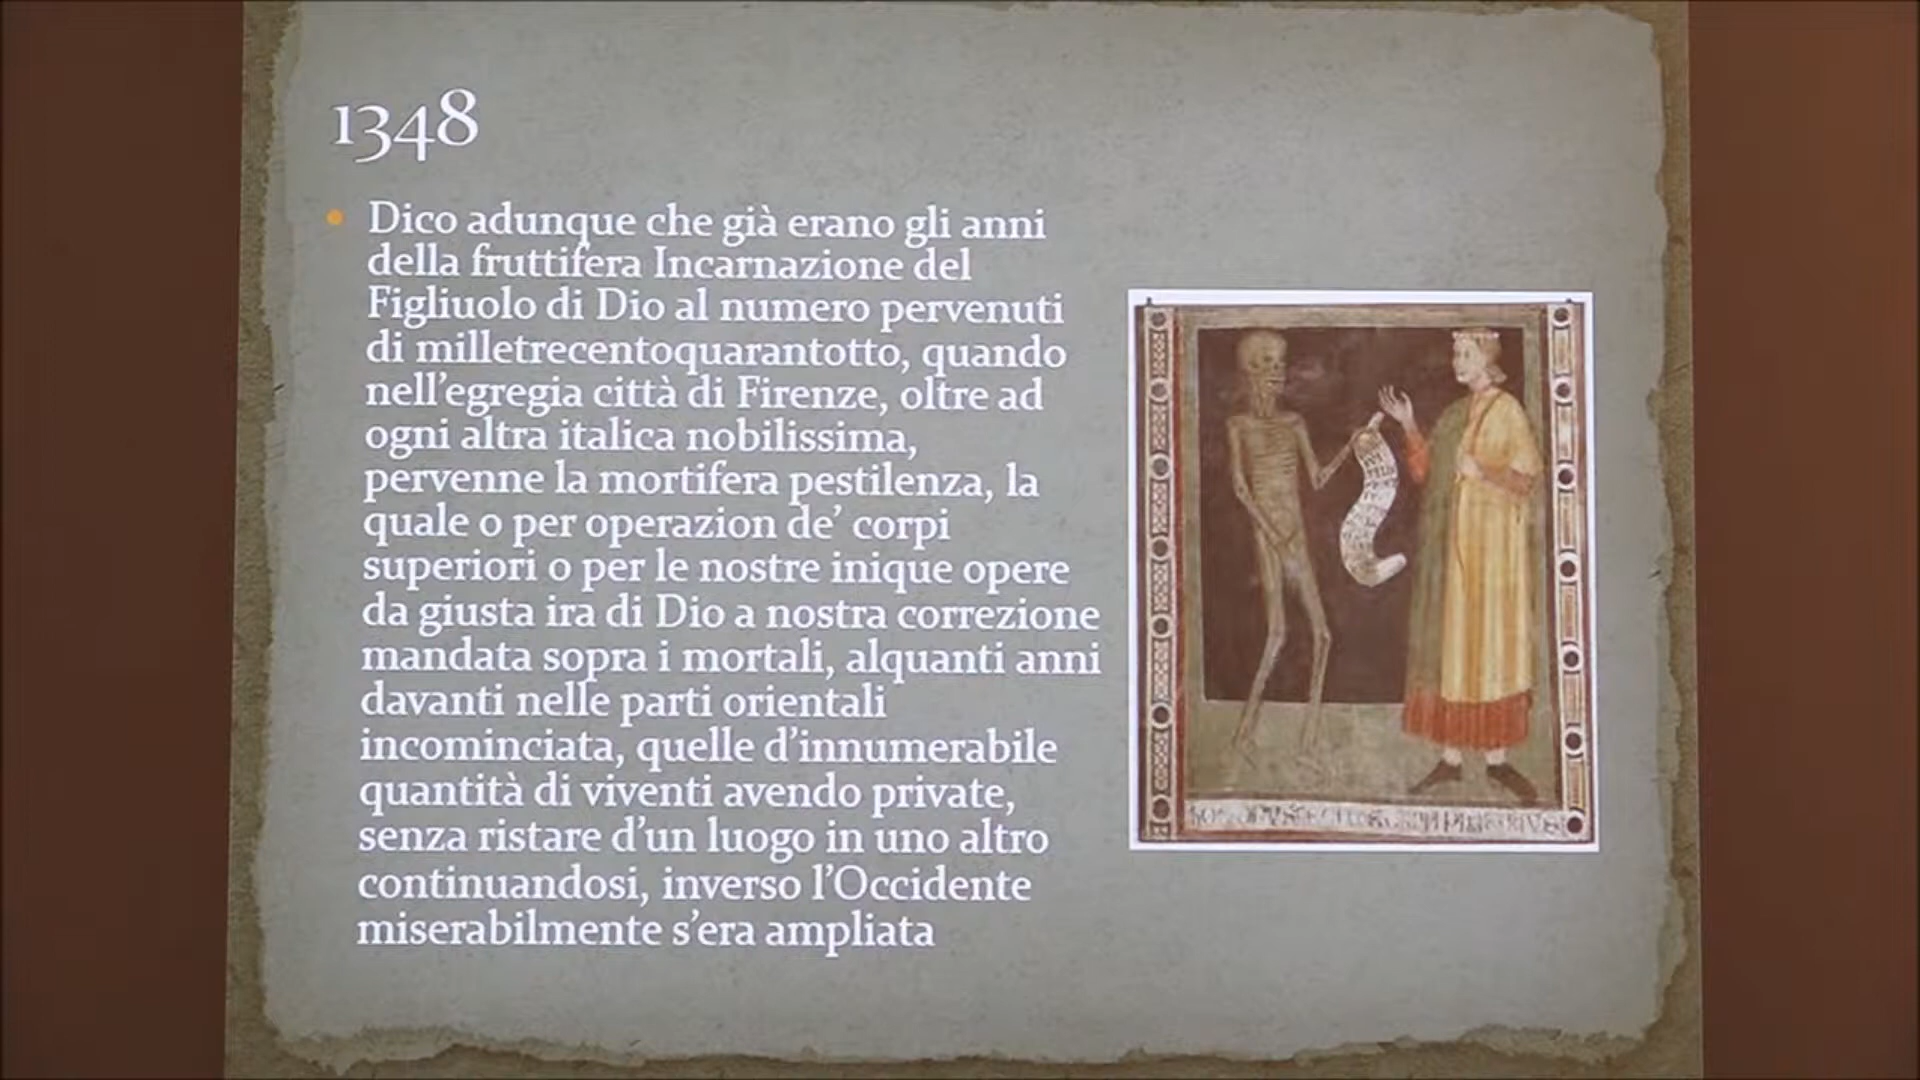 1348
Dico adunque che già erano gli anni
della fruttifera Incarnazione del
Figliuolo di Dio al numero pervenuti
di milletrecentoquarantotto, quando
nell’egregia città di Firenze, oltre ad
ogni altra italica nobilissima,
pervenne la mortifera pestilenza, la
quale o per operazion de’ corpi
superiori o per le nostre inique opere
da giusta ira di Dio a nostra correzione
mandata sopra i mortali, alquanti anni
davanti nelle parti orientali
incominciata, quelle d’innumerabile
quantità di viventi avendo private,
senza ristare d’un luogo in uno altro
continuandosi, inverso l’Occidente
miserabilmente s’era ampliata